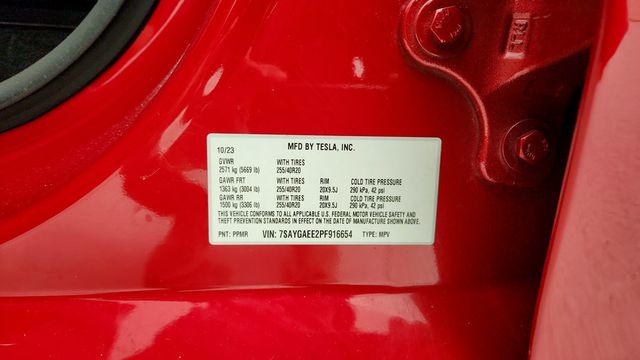 10/23 MFD BY TESLA, INC.
GVWR WITH TIRES
2571 kg (5669 lb) 255/40R20
GAWR FRT WITH TIRES RIM COLD TIRE PRESSURE
1363 kg (3004 lb) 255/40R20 20X9.5J 290 kPa, 42 psi
GAWR RR WITH TIRES RIM COLD TIRE PRESSURE
1500 kg (3306 lb) 255/40R20 20X9.5J 290 kPa, 42 psi
THIS VEHICLE CONFORMS TO ALL APPLICABLE U.S. FEDERAL MOTOR VEHICLE SAFETY AND
THEFT PREVENTION STANDARDS IN EFFECT ON THE DATE OF MANUFACTURE SHOWN ABOVE.
PNT: PPMR VIN: 7SAYGAEE2PF916654 TYPE: MPV